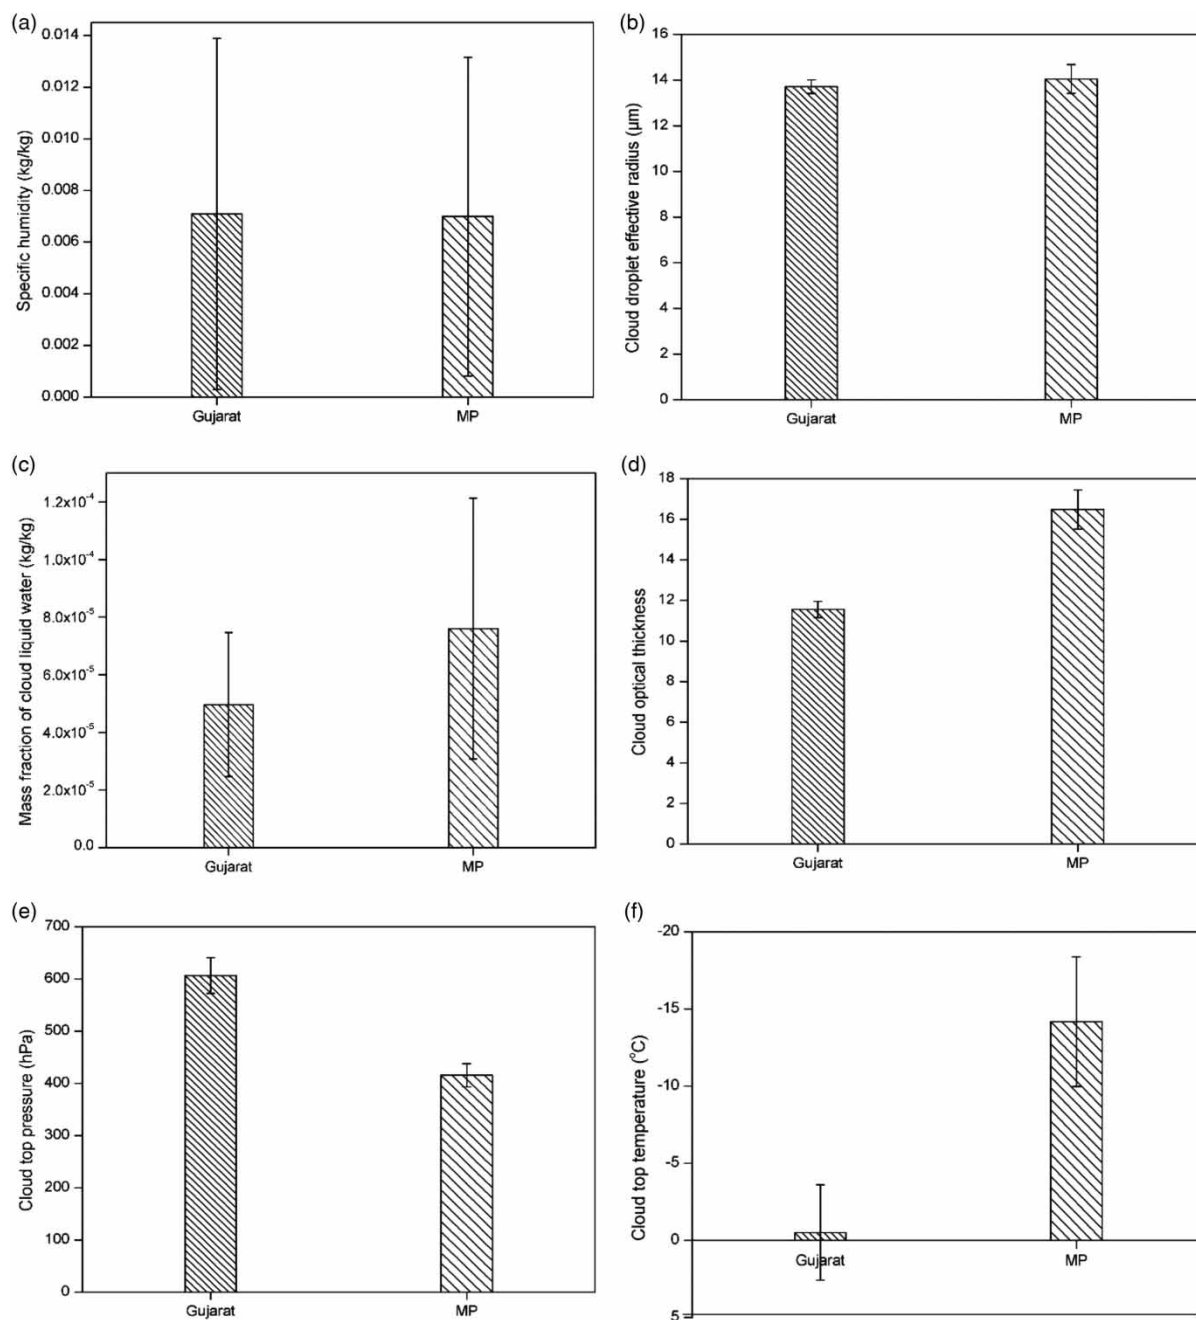 (a)
0.014
0.012
0.010
0.008
0.006
0.004
0.002
0.000
Specific humidity (kg/kg)
Gujarat MP
(b)
16
14
12
10
8
6
4
2
0
Cloud droplet effective radius (μm)
Gujarat MP
(c)
1.2x10⁻⁴
1.0x10⁻⁴
8.0x10⁻⁵
6.0x10⁻⁵
4.0x10⁻⁵
2.0x10⁻⁵
0.0
Mass fraction of cloud liquid water (kg/kg)
Gujarat MP
(d)
18
16
14
12
10
8
6
4
2
0
Cloud optical thickness
Gujarat MP
(e)
700
600
500
400
300
200
100
0
Cloud top pressure (hPa)
Gujarat MP
(f)
-20
-15
-10
-5
0
5
Cloud top temperature (°C)
Gujarat MP